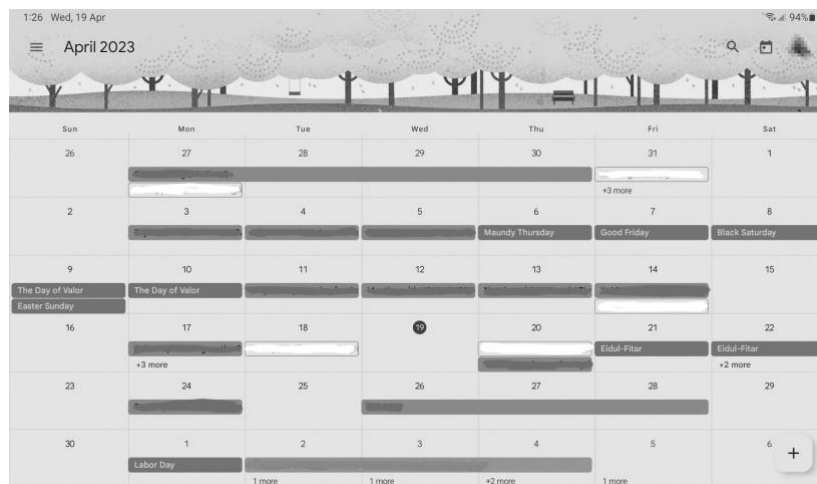 1:26 Wed, 19 Apr 94%
April 2023
Sun Mon Tue Wed Thu Fri Sat
26 27 28 29 30 31 1
+3 more
2 3 4 5 6 7 8
Maundy Thursday Good Friday Black Saturday
9 10 11 12 13 14 15
The Day of Valor The Day of Valor
Easter Sunday
16 17 18 19 20 21 22
Eidul-Fitar Eidul-Fitar
+3 more +2 more
23 24 25 26 27 28 29
30 1 2 3 4 5 6
Labor Day
1 more 1 more +2 more 1 more
+